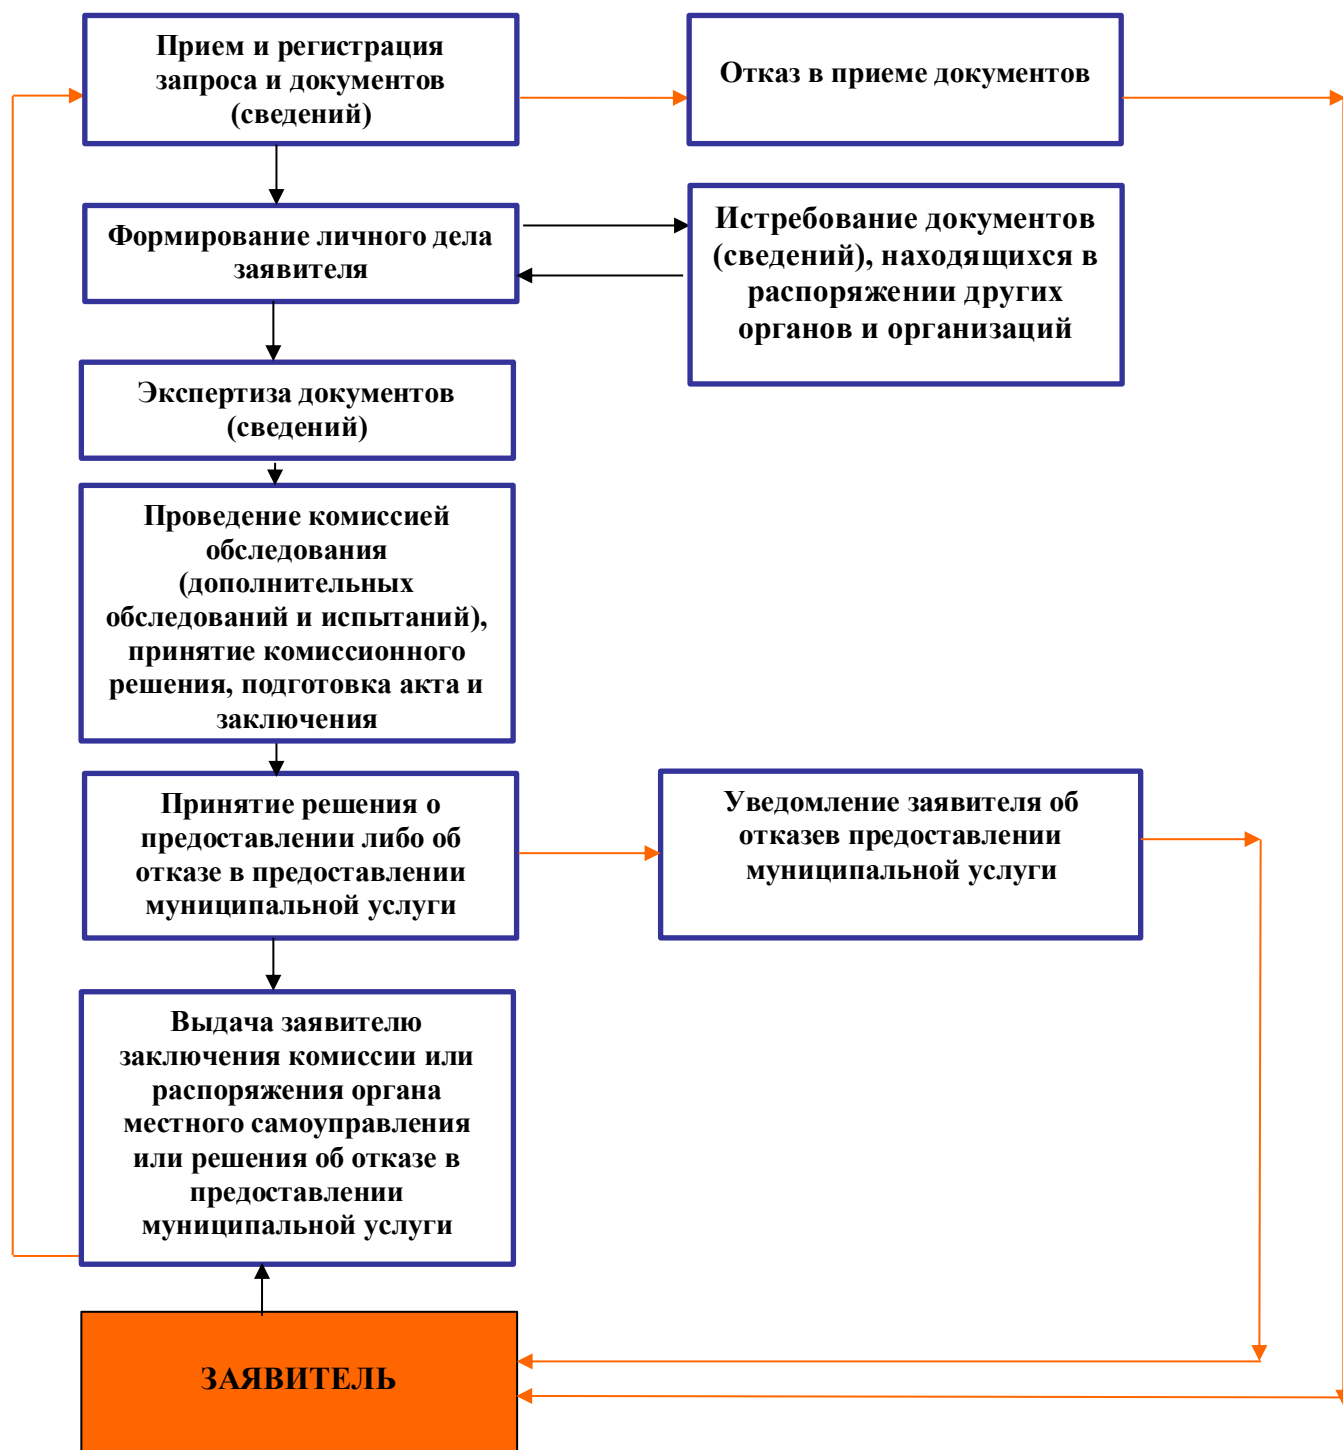 Прием и регистрация
запроса и документов
(сведений)
Отказ в приеме документов
Формирование личного дела
заявителя
Истребование документов
(сведений), находящихся в
распоряжении других
органов и организаций
Экспертиза документов
(сведений)
Проведение комиссией
обследования
(дополнительных
обследований и испытаний),
принятие комиссионного
решения, подготовка акта и
заключения
Принятие решения о
предоставлении либо об
отказе в предоставлении
муниципальной услуги
Уведомление заявителя об
отказев предоставлении
муниципальной услуги
Выдача заявителю
заключения комиссии или
распоряжения органа
местного самоуправления
или решения об отказе в
предоставлении
муниципальной услуги
ЗАЯВИТЕЛЬ